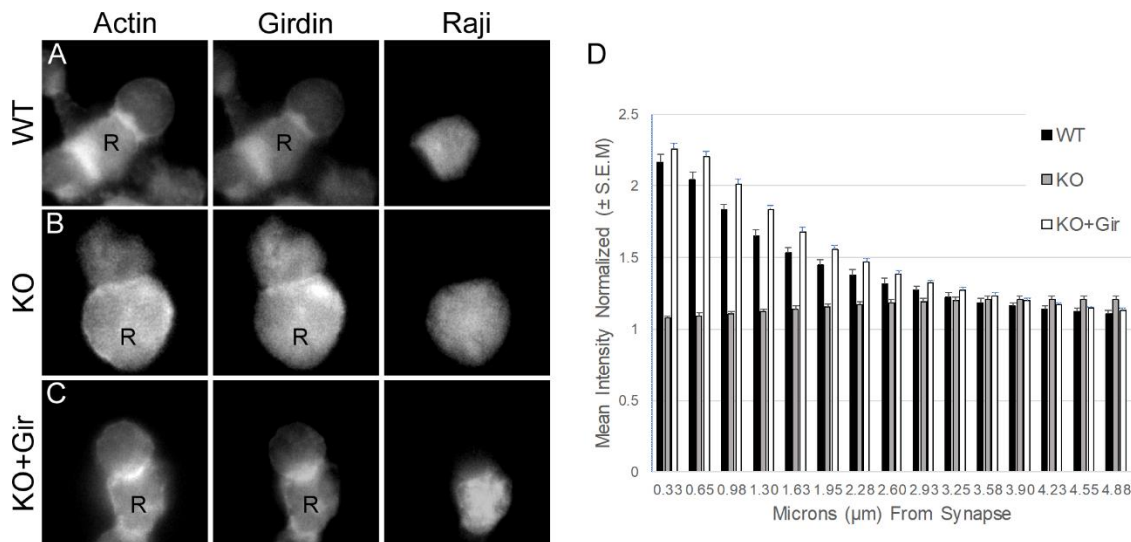 Actin Girdin Raji
WT
A
R
R
KO
B
R
R
KO+Gir
C
R
R
D
Mean Intensity Normalized (± S.E.M)
2.5
2
1.5
1
0.5
0
WT
KO
KO+Gir
0.33 0.65 0.98 1.30 1.63 1.95 2.28 2.60 2.93 3.25 3.58 3.90 4.23 4.55 4.88
Microns (µm) From Synapse